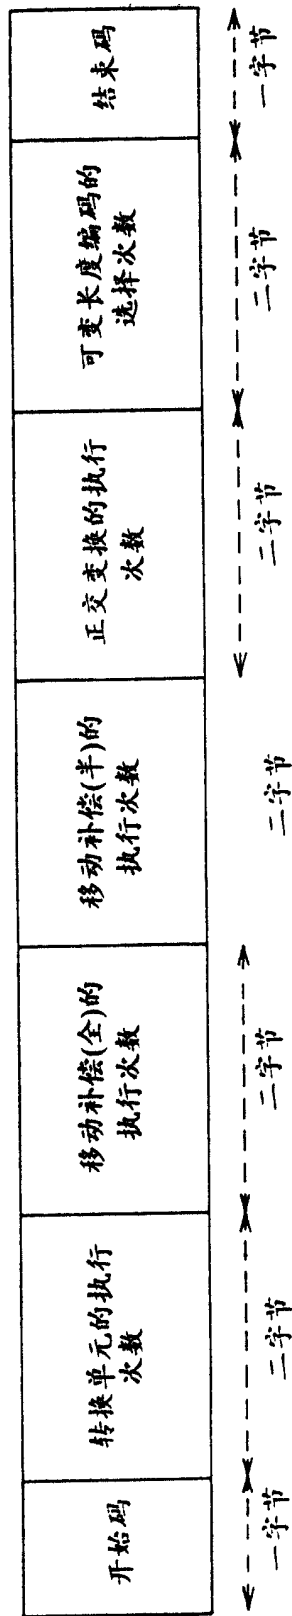 开始码
转换单元的执行
次数
移动补偿(全)的
执行次数
移动补偿(半)的
执行次数
正交变换的执行
次数
可变长度编码的
选择次数
结束码
一字节
二字节
二字节
二字节
二字节
二字节
一字节